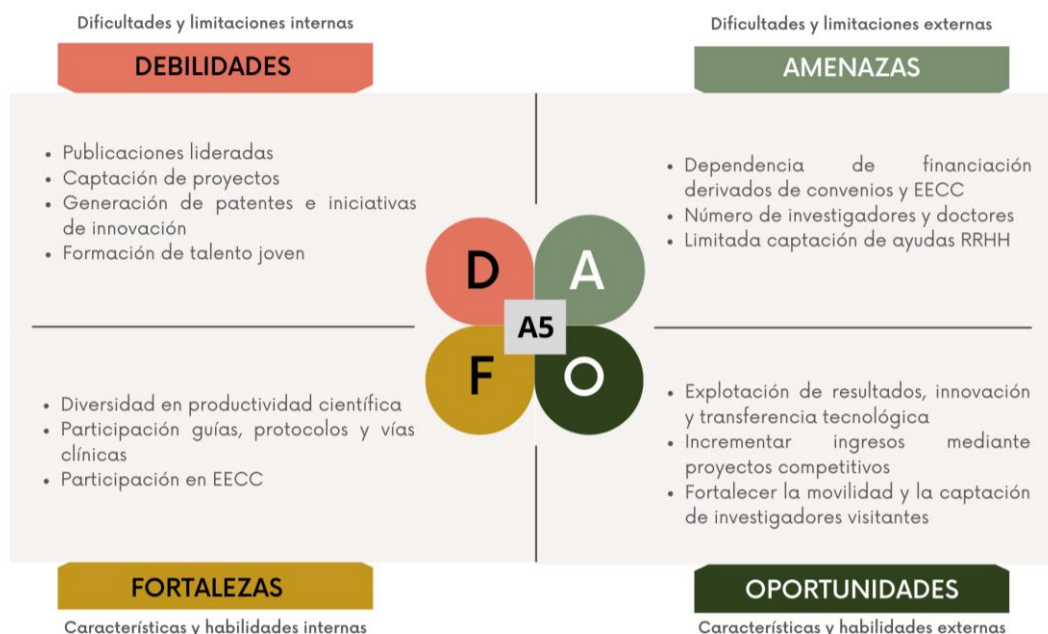 Dificultades y limitaciones internas
DEBILIDADES
• Publicaciones lideradas
• Captación de proyectos
• Generación de patentes e iniciativas
de innovación
• Formación de talento joven
Dificultades y limitaciones externas
AMENAZAS
• Dependencia de financiación
derivados de convenios y EECC
• Número de investigadores y doctores
• Limitada captación de ayudas RRHH
D
A
A5
F
O
• Diversidad en productividad científica
• Participación guías, protocolos y vías
clínicas
• Participación en EECC
FORTALEZAS
Características y habilidades internas
• Explotación de resultados, innovación
y transferencia tecnológica
• Incrementar ingresos mediante
proyectos competitivos
• Fortalecer la movilidad y la captación
de investigadores visitantes
OPORTUNIDADES
Características y habilidades externas